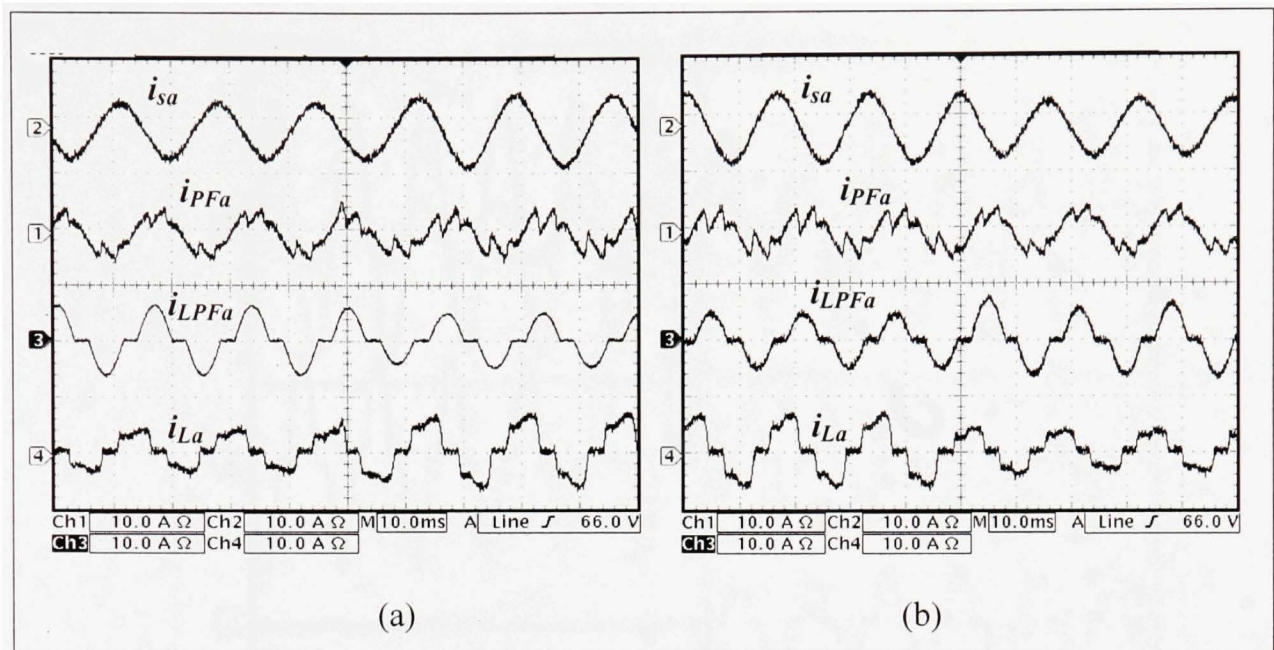 i_sa
2
i_PFa
1
i_LPFa
3
i_La
4
Ch1 10.0 A Ω Ch2 10.0 A Ω M 10.0ms A Line ƒ 66.0 V
Ch3 10.0 A Ω Ch4 10.0 A Ω
(a)
i_sa
2
i_PFa
1
i_LPFa
3
i_La
4
Ch1 10.0 A Ω Ch2 10.0 A Ω M 10.0ms A Line ƒ 66.0 V
Ch3 10.0 A Ω Ch4 10.0 A Ω
(b)